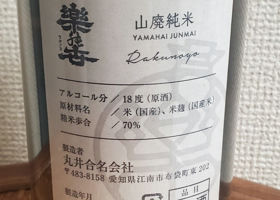 樂の世
山廃純米
YAMAHAI JUNMAI
Rakunoyo
アルコール分 / 18度(原酒)
原材料名 / 米(国産)、米麹(国産米)
精米歩合 / 70%
製造者
丸井合名会社
〒483-8158 愛知県江南市布袋町東202
製造年月
品目